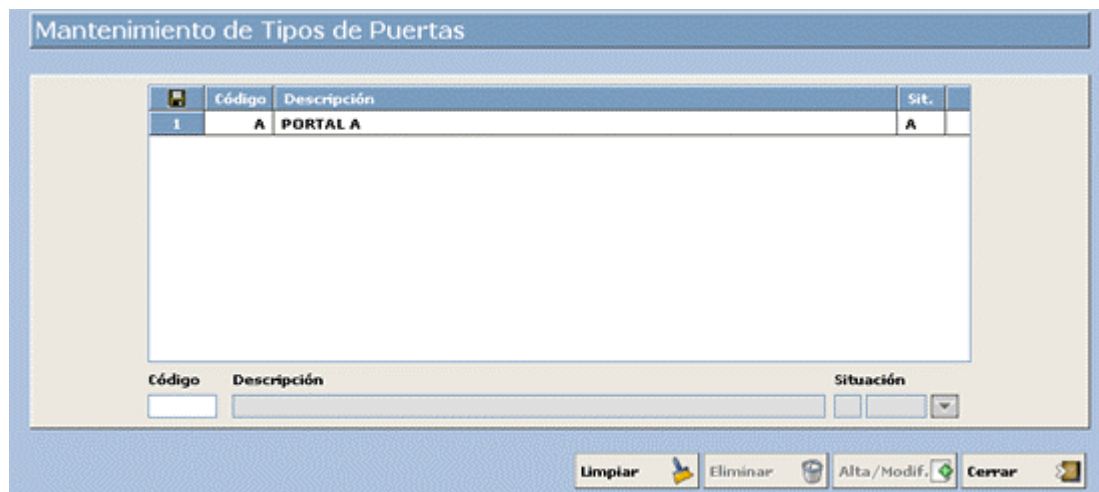 Mantenimiento de Tipos de Puertas
Código Descripción Sit.
1 A PORTAL A A
Código Descripción Situación
Limpiar Eliminar Alta/Modif. Cerrar